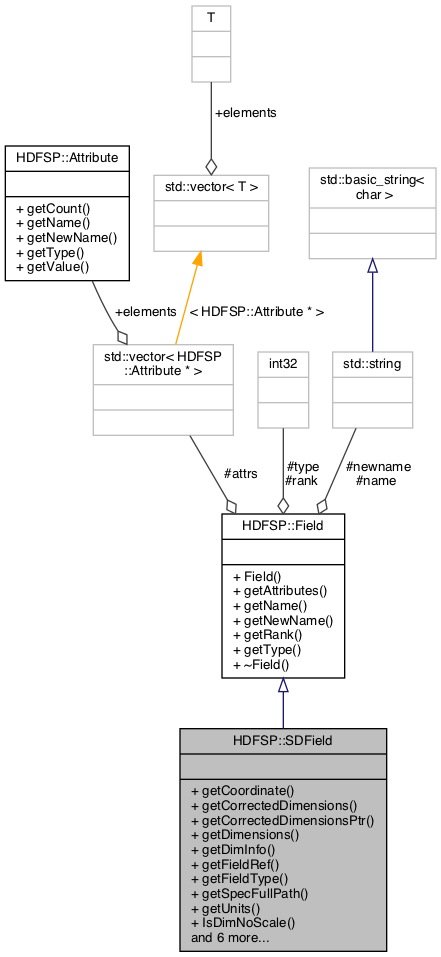 T
+elements
HDFSP::Attribute
+ getCount()
+ getName()
+ getNewName()
+ getType()
+ getValue()
std::vector< T >
std::basic_string<
char >
+elements
< HDFSP::Attribute * >
std::vector< HDFSP
::Attribute * >
int32
std::string
#attrs
#type
#rank
#newname
#name
HDFSP::Field
+ Field()
+ getAttributes()
+ getName()
+ getNewName()
+ getRank()
+ getType()
+ ~Field()
HDFSP::SDField
+ getCoordinate()
+ getCorrectedDimensions()
+ getCorrectedDimensionsPtr()
+ getDimensions()
+ getDimInfo()
+ getFieldRef()
+ getFieldType()
+ getSpecFullPath()
+ getUnits()
+ IsDimNoScale()
and 6 more...